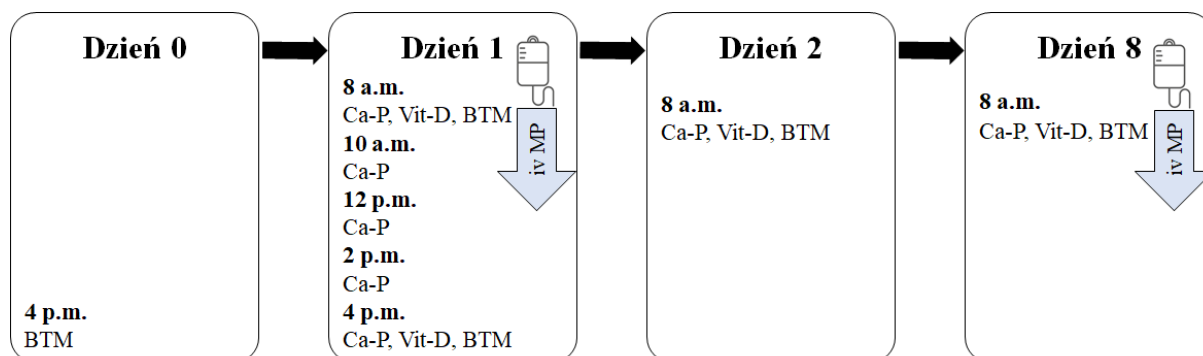 Dzień 0
4 p.m.
BTM
Dzień 1
8 a.m.
Ca-P, Vit-D, BTM
10 a.m.
Ca-P
12 p.m.
Ca-P
2 p.m.
Ca-P
4 p.m.
Ca-P, Vit-D, BTM
iv MP
Dzień 2
8 a.m.
Ca-P, Vit-D, BTM
Dzień 8
8 a.m.
Ca-P, Vit-D, BTM
iv MP